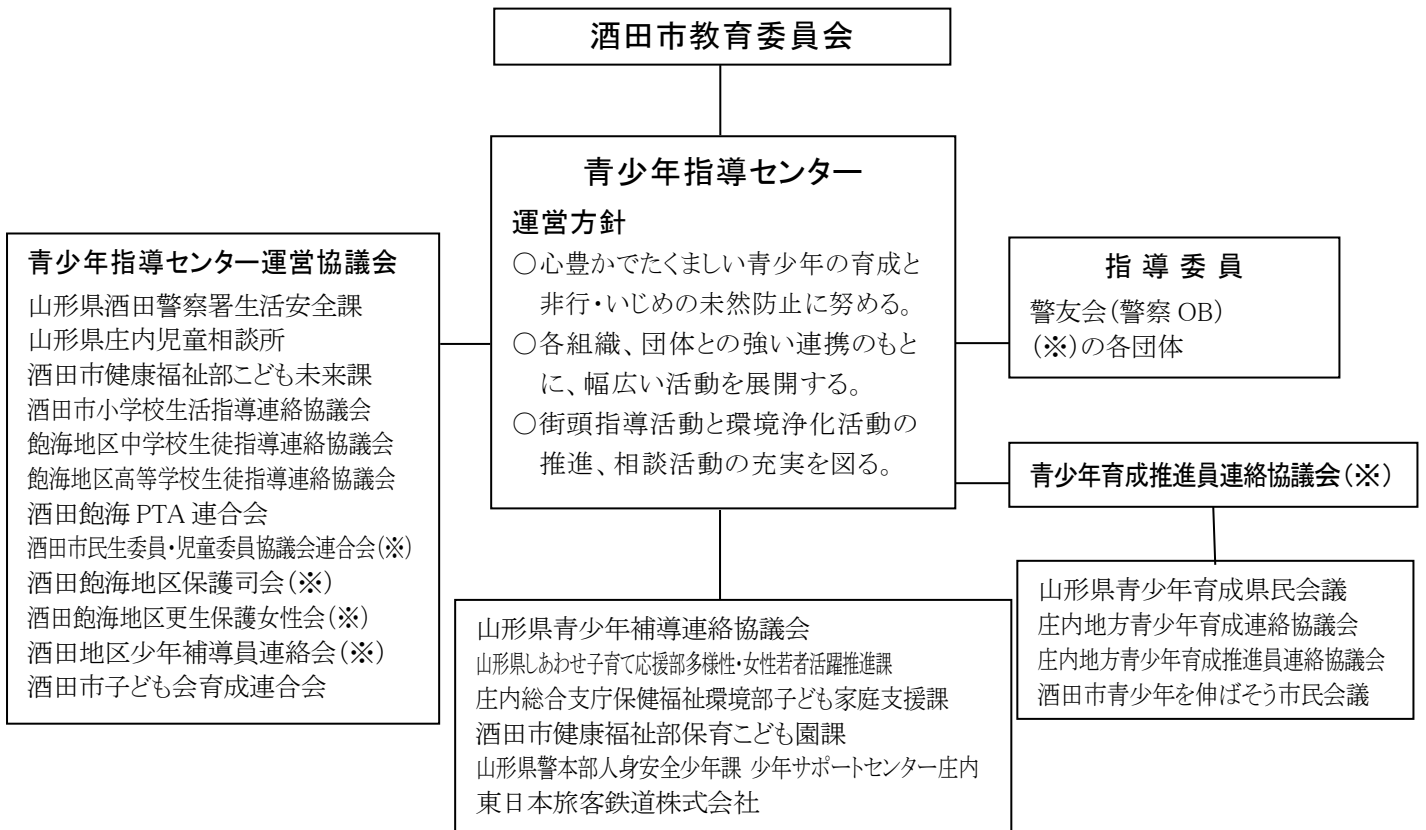 酒田市教育委員会
青少年指導センター
運営方針
○心豊かでたくましい青少年の育成と
非行・いじめの未然防止に努める。
○各組織、団体との強い連携のもと
に、幅広い活動を展開する。
○街頭指導活動と環境浄化活動の
推進、相談活動の充実を図る。
青少年指導センター運営協議会
山形県酒田警察署生活安全課
山形県庄内児童相談所
酒田市健康福祉部こども未来課
酒田市小学校生活指導連絡協議会
飽海地区中学校生徒指導連絡協議会
飽海地区高等学校生徒指導連絡協議会
酒田飽海 PTA 連合会
酒田市民生委員・児童委員協議会連合会(※)
酒田飽海地区保護司会(※)
酒田飽海地区更生保護女性会(※)
酒田地区少年補導員連絡会(※)
酒田市子ども会育成連合会
指 導 委 員
警友会(警察 OB)
(※)の各団体
青少年育成推進員連絡協議会(※)
山形県青少年育成県民会議
庄内地方青少年育成連絡協議会
庄内地方青少年育成推進員連絡協議会
酒田市青少年を伸ばそう市民会議
山形県青少年補導連絡協議会
山形県しあわせ子育て応援部多様性・女性若者活躍推進課
庄内総合支庁保健福祉環境部子ども家庭支援課
酒田市健康福祉部保育こども園課
山形県警本部人身安全少年課 少年サポートセンター庄内
東日本旅客鉄道株式会社